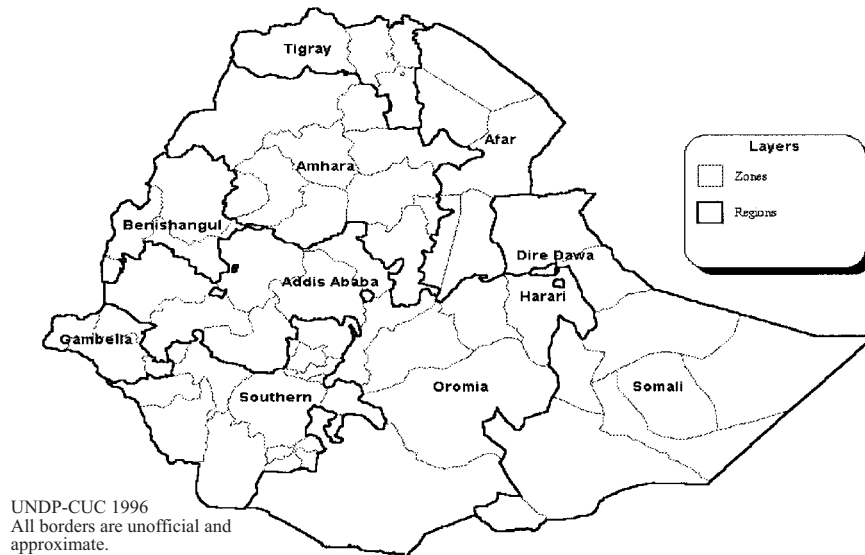 Tigray
Afar
Amhara
Layers
Zones
Regions
Benishangul
Dire Dawa
Addis Ababa
Harari
Gambella
Oromia
Somali
Southern
UNDP-CUC 1996
All borders are unofficial and
approximate.